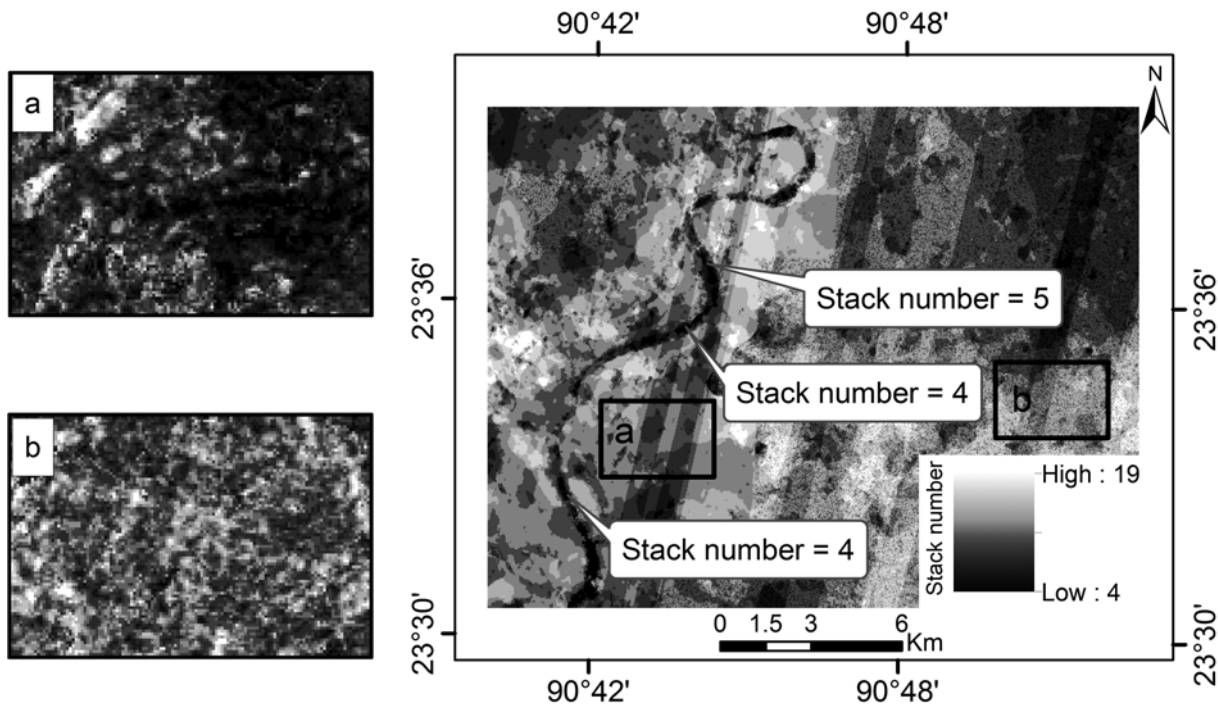 90°42'
90°48'
a
N
23°36'
23°36'
Stack number = 5
Stack number = 4
b
a
b
Stack number
High : 19
Low : 4
Stack number = 4
0 1.5 3 6
Km
23°30'
23°30'
90°42'
90°48'